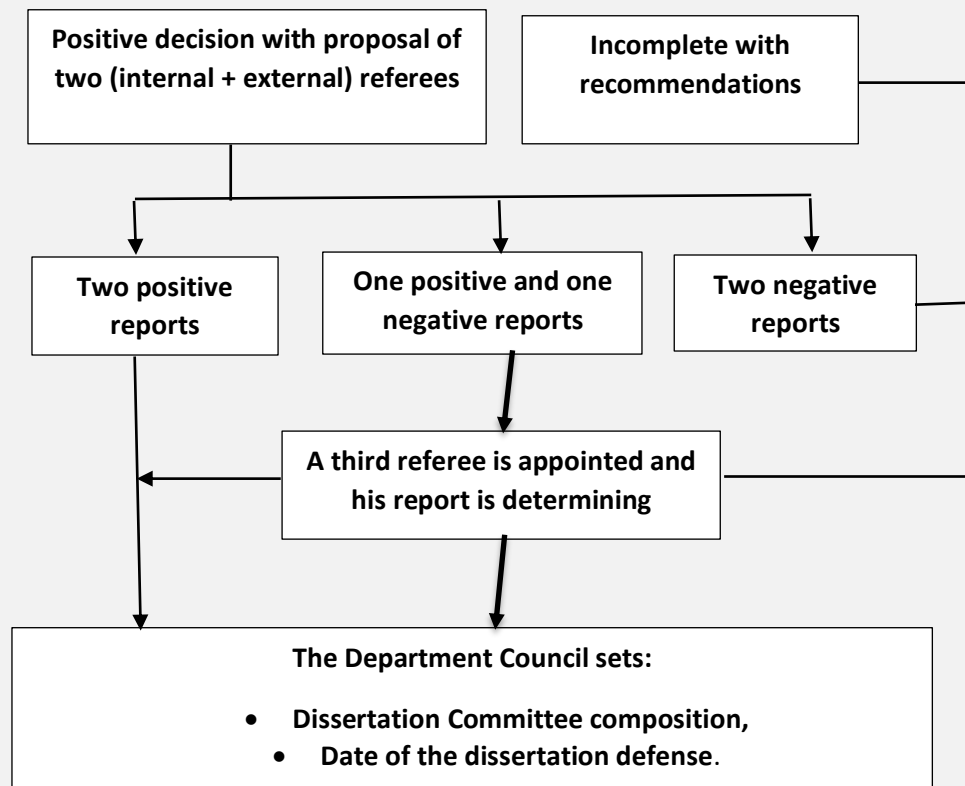 Positive decision with proposal of
two (internal + external) referees
Incomplete with
recommendations
Two positive
reports
One positive and one
negative reports
Two negative
reports
A third referee is appointed and
his report is determining
The Department Council sets:
• Dissertation Committee composition,
• Date of the dissertation defense.